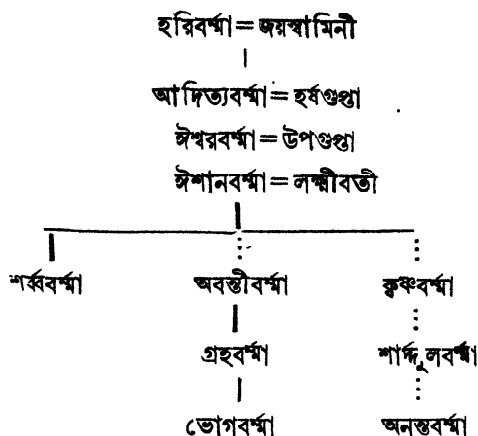 হরিবর্ম্মা = জয়স্বামিনী
আদিত্যবর্ম্মা = হর্ষগুপ্তা
ঈশ্বরবর্ম্মা = উপগুপ্তা
ঈশানবর্ম্মা = লক্ষ্মীবতী
শর্ব্ববর্ম্মা অবন্তীবর্ম্মা কৃষ্ণবর্ম্মা
গ্রহবর্ম্মা শার্দ্দূলবর্ম্মা
ভোগবর্ম্মা অনন্তবর্ম্মা